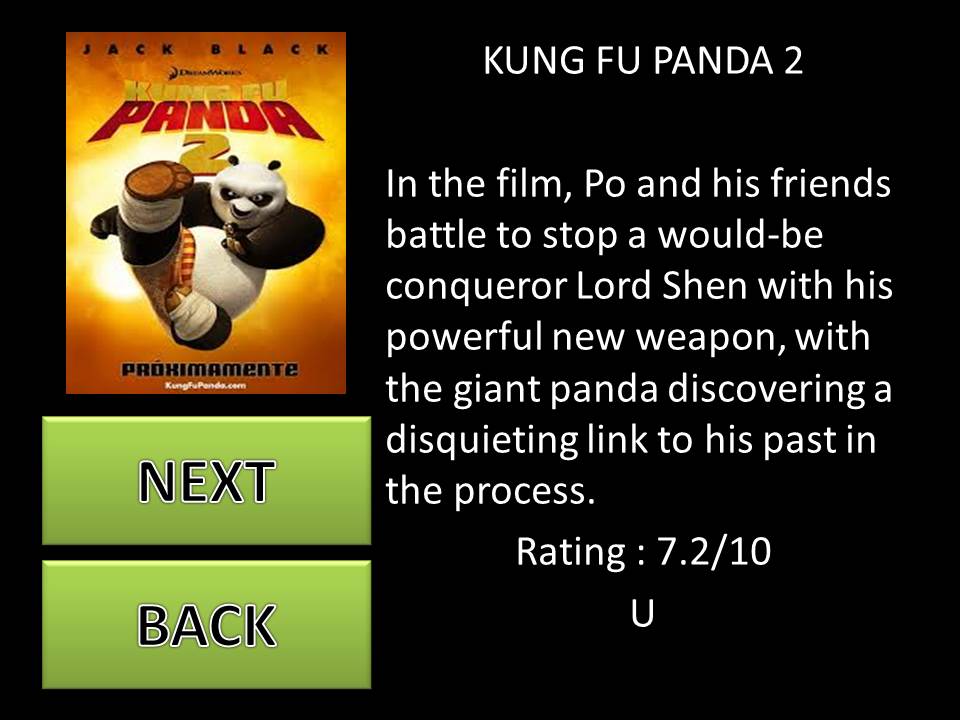 JACK BLACK
DREAMWORKS
KUNG FU
PANDA
2
PRÓXIMAMENTE
KungFuPanda.com
NEXT
BACK
KUNG FU PANDA 2
In the film, Po and his friends
battle to stop a would-be
conqueror Lord Shen with his
powerful new weapon, with
the giant panda discovering a
disquieting link to his past in
the process.
Rating : 7.2/10
U